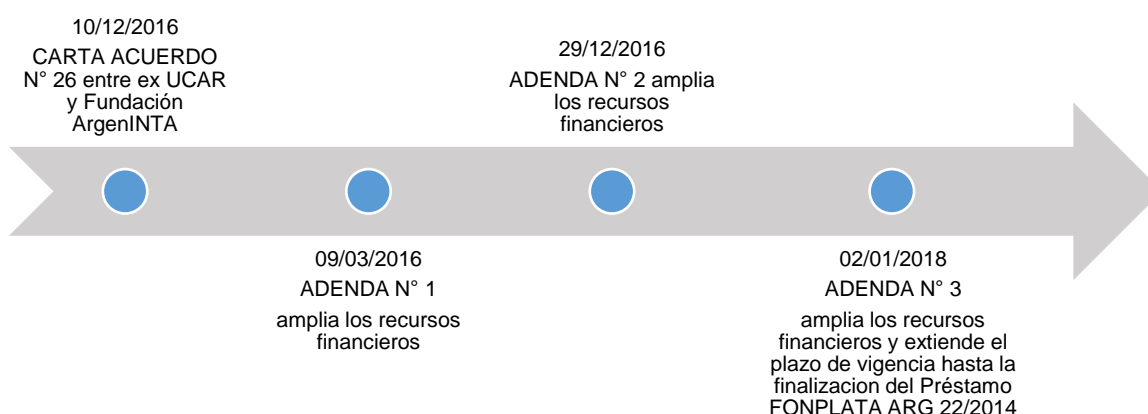 10/12/2016
CARTA ACUERDO
N° 26 entre ex UCAR
y Fundación
ArgenINTA
09/03/2016
ADENDA N° 1
amplia los recursos
financieros
29/12/2016
ADENDA N° 2 amplia
los recursos
financieros
02/01/2018
ADENDA N° 3
amplia los recursos
financieros y extiende el
plazo de vigencia hasta la
finalizacion del Préstamo
FONPLATA ARG 22/2014